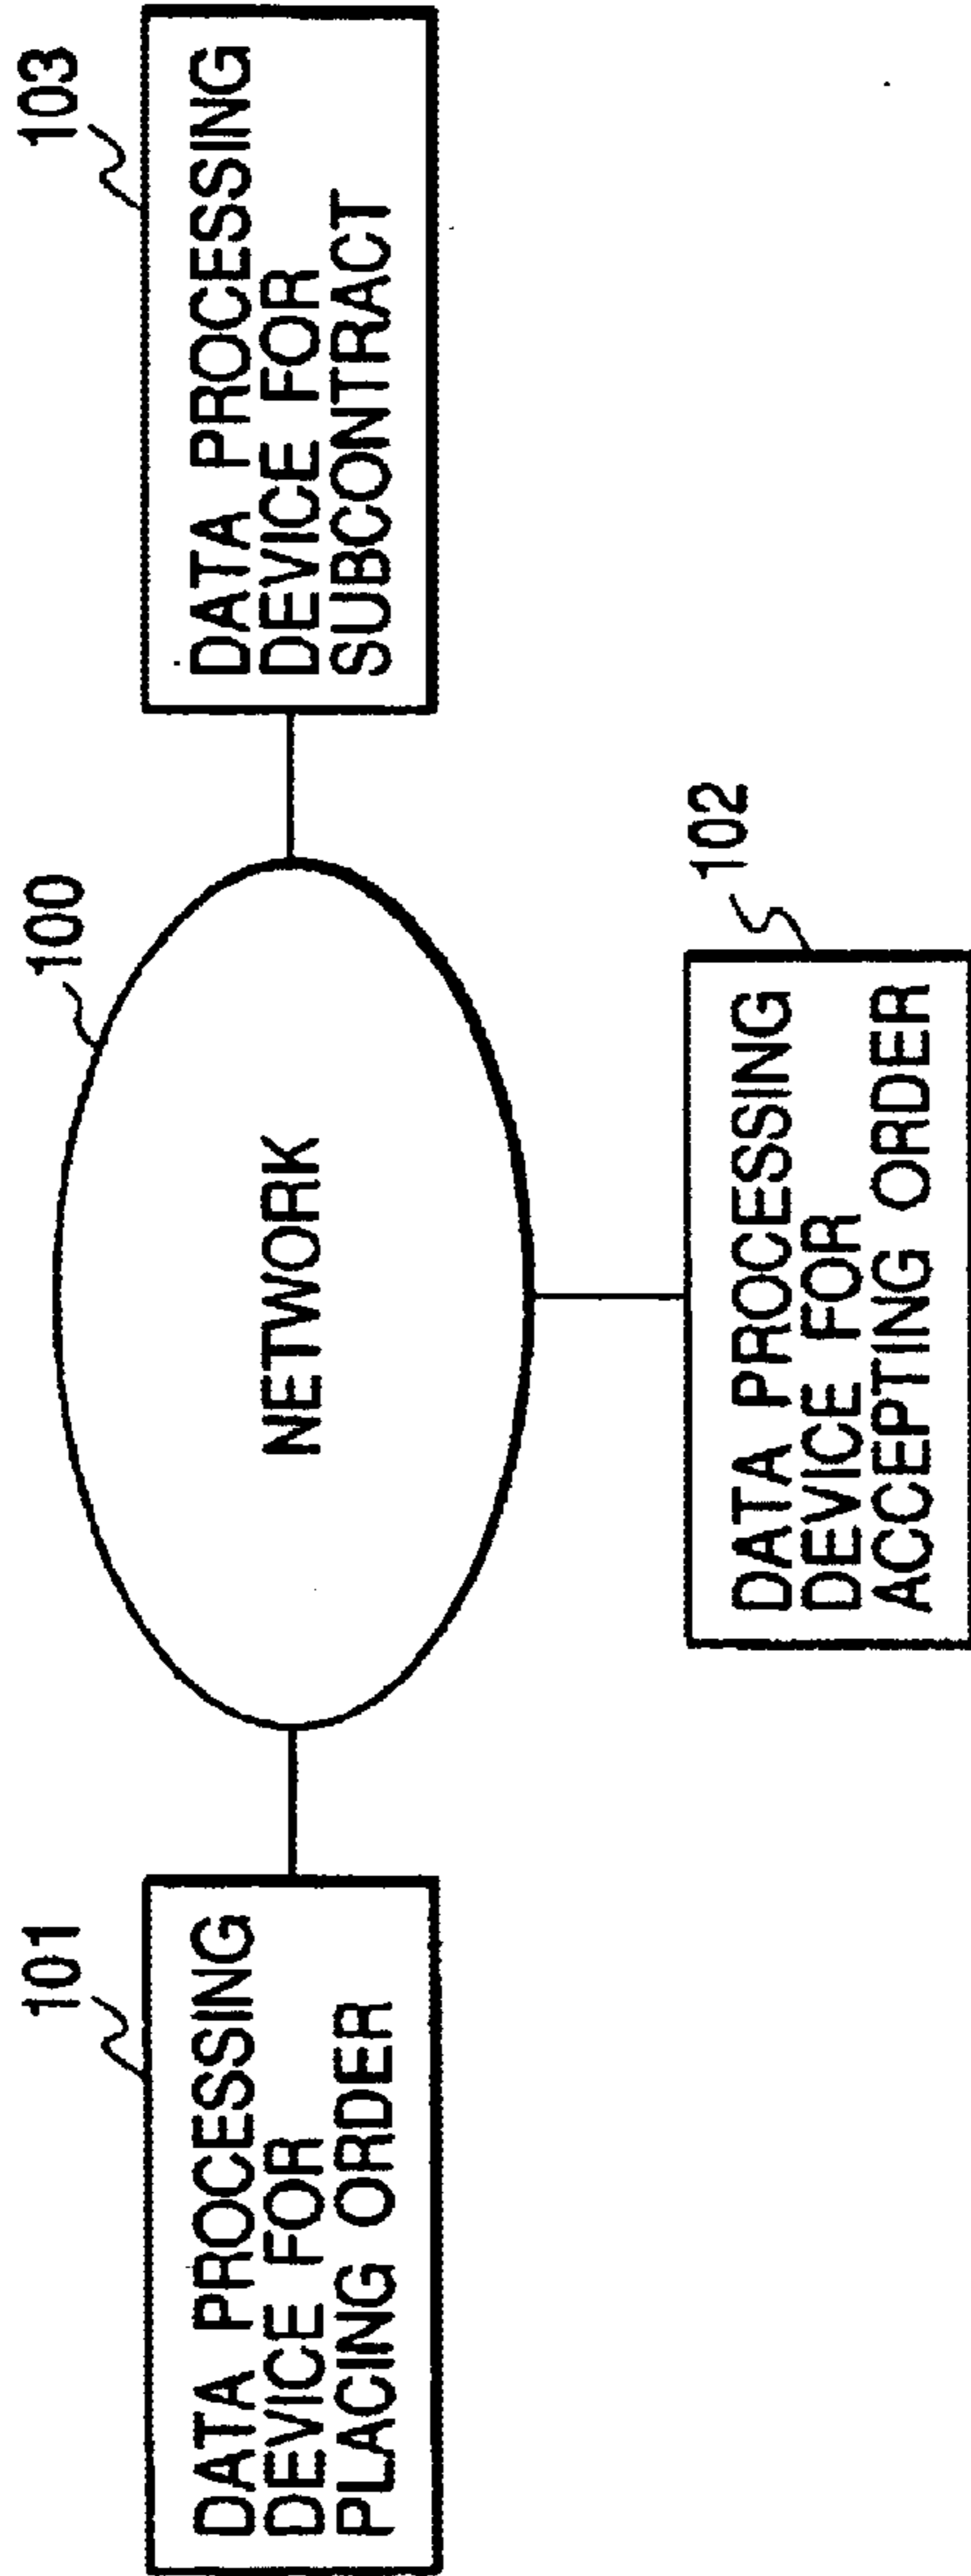 101
DATA PROCESSING
DEVICE FOR
PLACING ORDER
100
NETWORK
103
DATA PROCESSING
DEVICE FOR
SUBCONTRACT
102
DATA PROCESSING
DEVICE FOR
ACCEPTING ORDER